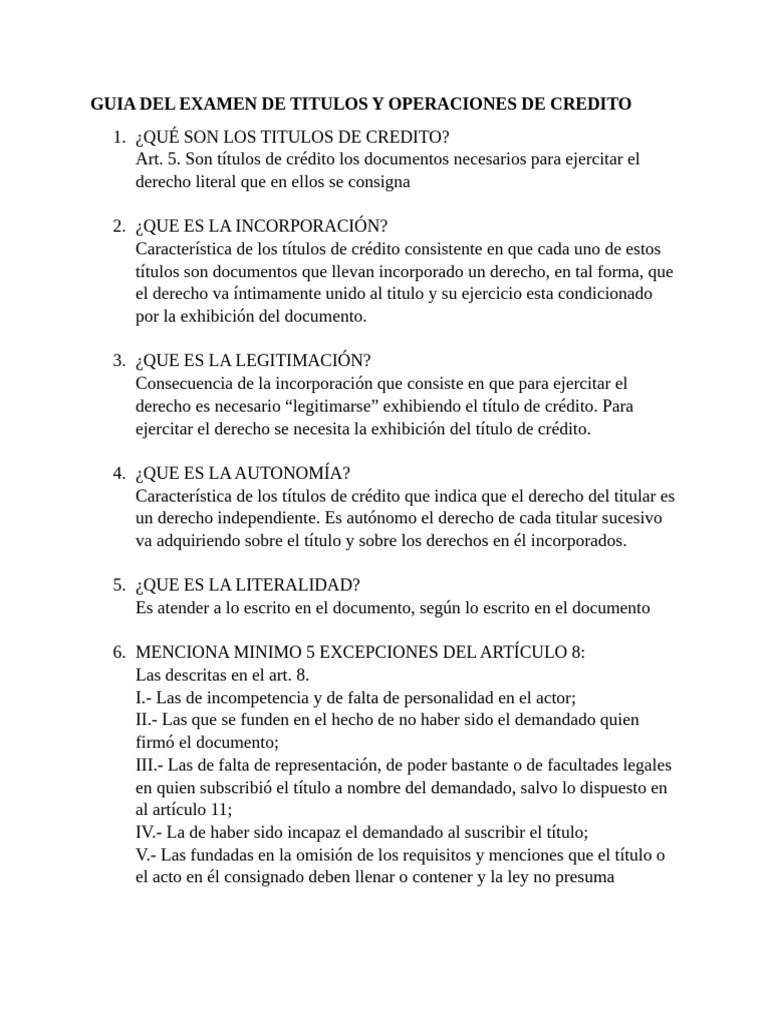 GUIA DEL EXAMEN DE TITULOS Y OPERACIONES DE CREDITO
1. ¿QUÉ SON LOS TITULOS DE CREDITO?
Art. 5. Son títulos de crédito los documentos necesarios para ejercitar el
derecho literal que en ellos se consigna
2. ¿QUE ES LA INCORPORACIÓN?
Característica de los títulos de crédito consistente en que cada uno de estos
títulos son documentos que llevan incorporado un derecho, en tal forma, que
el derecho va íntimamente unido al titulo y su ejercicio esta condicionado
por la exhibición del documento.
3. ¿QUE ES LA LEGITIMACIÓN?
Consecuencia de la incorporación que consiste en que para ejercitar el
derecho es necesario “legitimarse” exhibiendo el título de crédito. Para
ejercitar el derecho se necesita la exhibición del título de crédito.
4. ¿QUE ES LA AUTONOMÍA?
Característica de los títulos de crédito que indica que el derecho del titular es
un derecho independiente. Es autónomo el derecho de cada titular sucesivo
va adquiriendo sobre el título y sobre los derechos en él incorporados.
5. ¿QUE ES LA LITERALIDAD?
Es atender a lo escrito en el documento, según lo escrito en el documento
6. MENCIONA MINIMO 5 EXCEPCIONES DEL ARTÍCULO 8:
Las descritas en el art. 8.
I.- Las de incompetencia y de falta de personalidad en el actor;
II.- Las que se funden en el hecho de no haber sido el demandado quien
firmó el documento;
III.- Las de falta de representación, de poder bastante o de facultades legales
en quien subscribió el título a nombre del demandado, salvo lo dispuesto en
al artículo 11;
IV.- La de haber sido incapaz el demandado al suscribir el título;
V.- Las fundadas en la omisión de los requisitos y menciones que el título o
el acto en él consignado deben llenar o contener y la ley no presuma